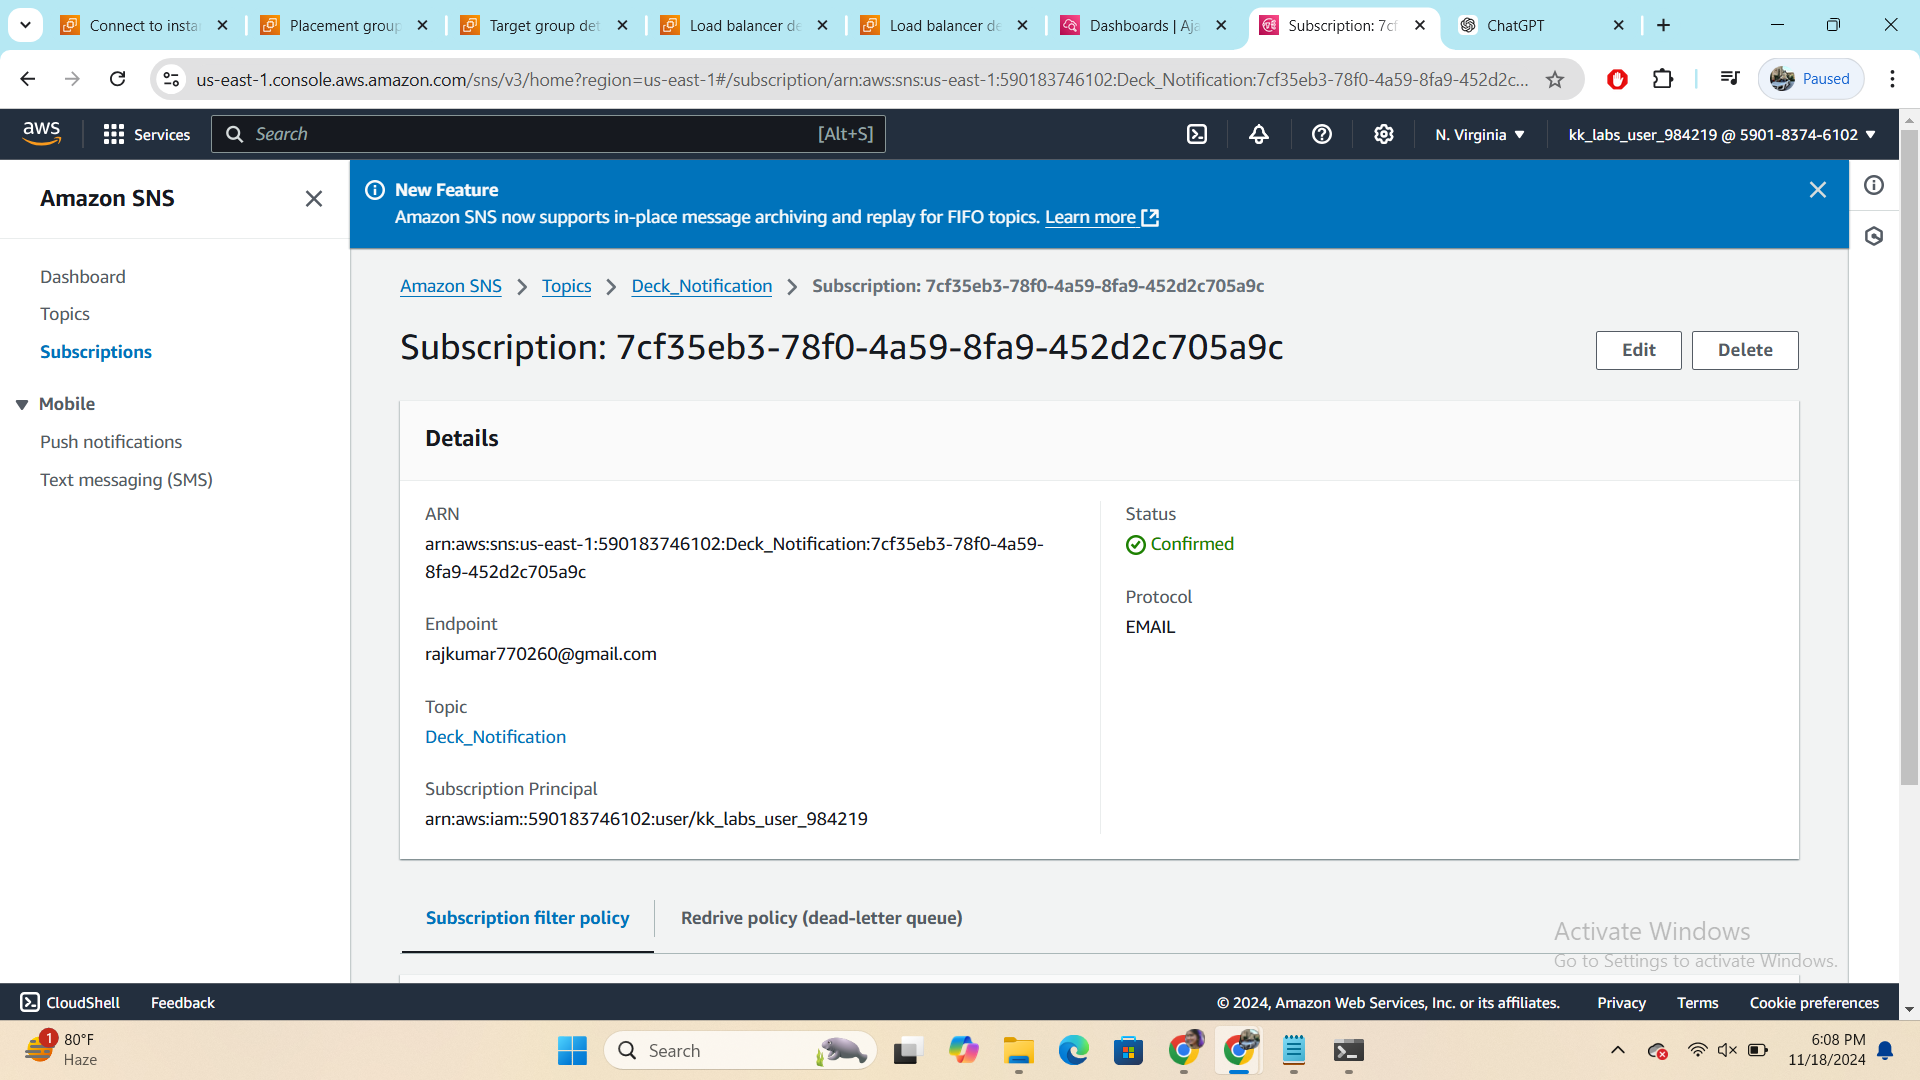 Connect to insta
Placement group
Target group det
Load balancer de
Load balancer de
Dashboards | Aja
Subscription: 7cf
ChatGPT
us-east-1.console.aws.amazon.com/sns/v3/home?region=us-east-1#/subscription/arn:aws:sns:us-east-1:590183746102:Deck_Notification:7cf35eb3-78f0-4a59-8fa9-452d2c...
Paused
aws
Services
Search
[Alt+S]
N. Virginia
kk_labs_user_984219 @ 5901-8374-6102
Amazon SNS
Dashboard
Topics
Subscriptions
Mobile
Push notifications
Text messaging (SMS)
New Feature
Amazon SNS now supports in-place message archiving and replay for FIFO topics. Learn more
Amazon SNS > Topics > Deck_Notification > Subscription: 7cf35eb3-78f0-4a59-8fa9-452d2c705a9c
Subscription: 7cf35eb3-78f0-4a59-8fa9-452d2c705a9c
Edit
Delete
Details
ARN
arn:aws:sns:us-east-1:590183746102:Deck_Notification:7cf35eb3-78f0-4a59-
8fa9-452d2c705a9c
Endpoint
rajkumar770260@gmail.com
Topic
Deck_Notification
Subscription Principal
arn:aws:iam::590183746102:user/kk_labs_user_984219
Status
Confirmed
Protocol
EMAIL
Subscription filter policy
Redrive policy (dead-letter queue)
Activate Windows
Go to Settings to activate Windows.
CloudShell
Feedback
© 2024, Amazon Web Services, Inc. or its affiliates.
Privacy
Terms
Cookie preferences
1
80°F
Haze
Search
6:08 PM
11/18/2024